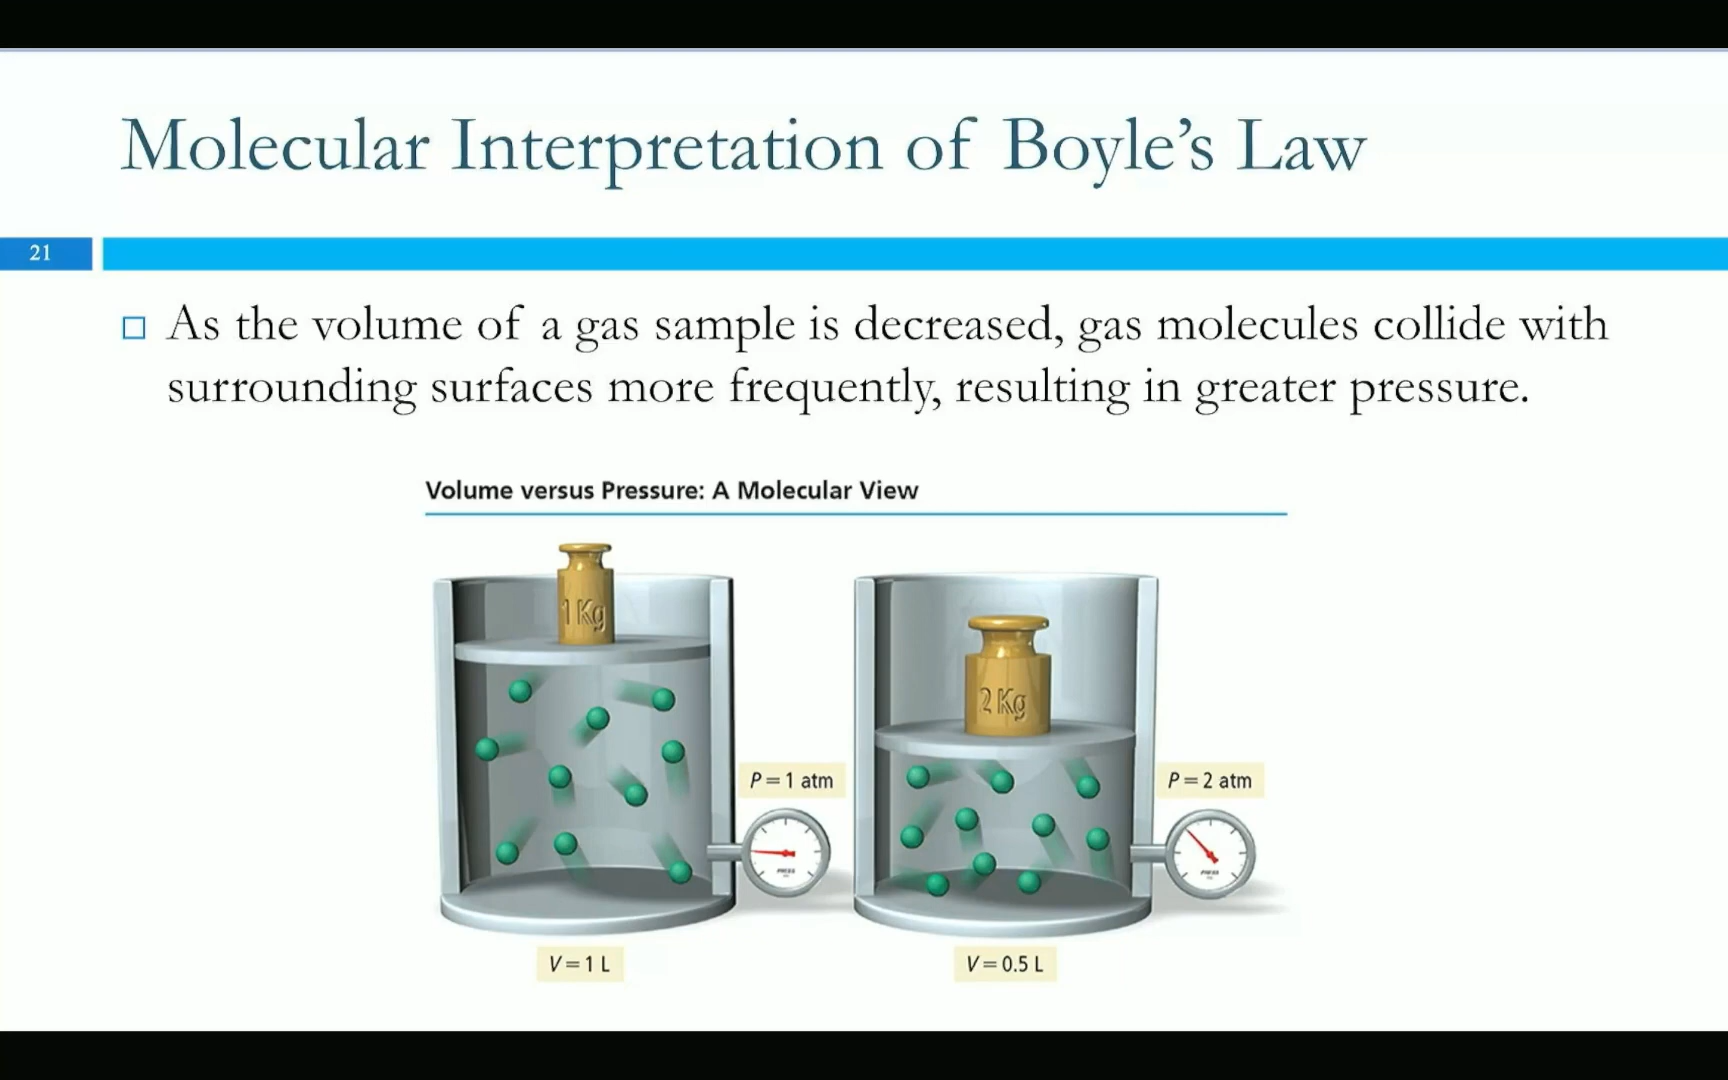 Molecular Interpretation of Boyle's Law
21
As the volume of a gas sample is decreased, gas molecules collide with
surrounding surfaces more frequently, resulting in greater pressure.
Volume versus Pressure: A Molecular View
1 Kg
2 Kg
P = 1 atm
P = 2 atm
PRESS
PRESS
V = 1 L
V = 0.5 L